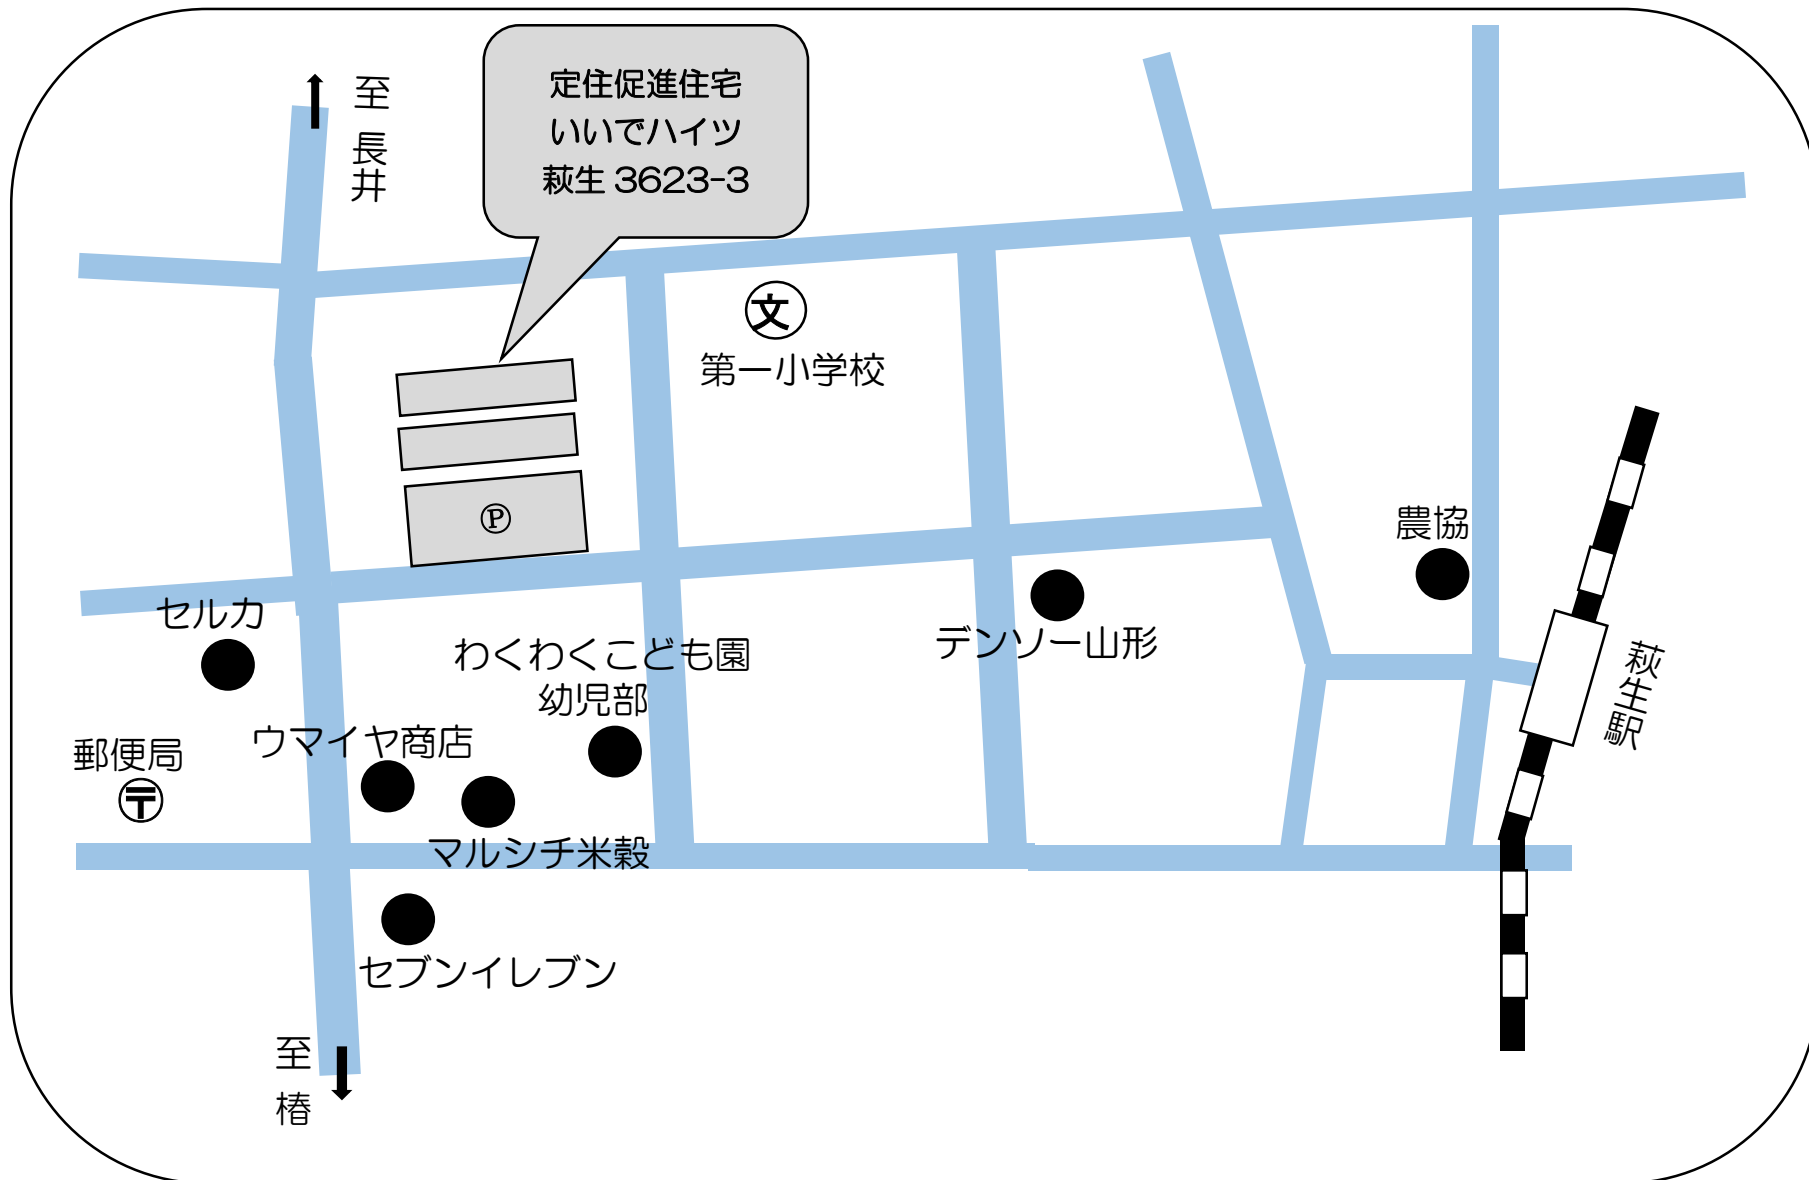 定住促進住宅
いいでハイツ
萩生 3623-3
至 長井
文
第一小学校
Ⓟ
農協
セルカ
わくわくこども園
幼児部
デンソー山形
萩生駅
ウマイヤ商店
郵便局
〒
マルシチ米穀
セブンイレブン
至 椿